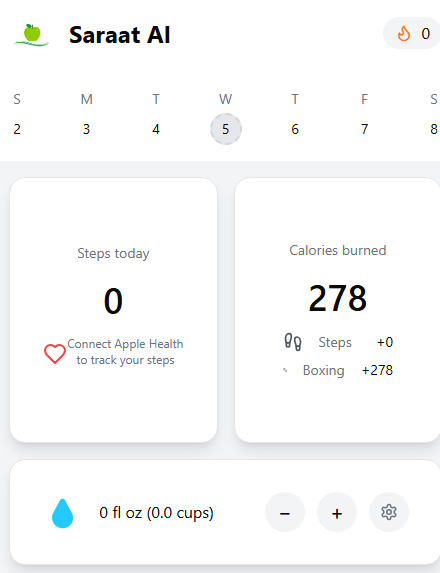 Saraat AI
0
S M T W T F S
2 3 4 5 6 7 8
Steps today
0
Connect Apple Health
to track your steps
Calories burned
278
Steps +0
Boxing +278
0 fl oz (0.0 cups)
− +